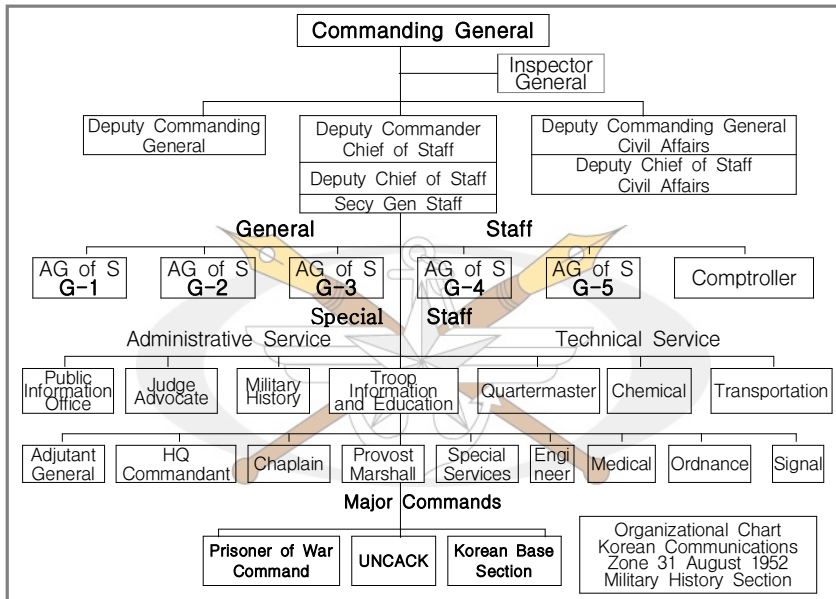 Commanding General
Inspector
General
Deputy Commanding
General
Deputy Commander
Chief of Staff
Deputy Chief of Staff
Secy Gen Staff
Deputy Commanding General
Civil Affairs
Deputy Chief of Staff
Civil Affairs
General Staff
AG of S
G-1
AG of S
G-2
AG of S
G-3
AG of S
G-4
AG of S
G-5
Comptroller
Special Staff
Administrative Service
Technical Service
Public
Information
Office
Judge
Advocate
Military
History
Troop
Information
and Education
Quartermaster
Chemical
Transportation
Adjutant
General
HQ
Commandant
Chaplain
Provost
Marshall
Special
Services
Engi
neer
Medical
Ordnance
Signal
Major Commands
Prisoner of War
Command
UNCACK
Korean Base
Section
Organizational Chart
Korean Communications
Zone 31 August 1952
Military History Section